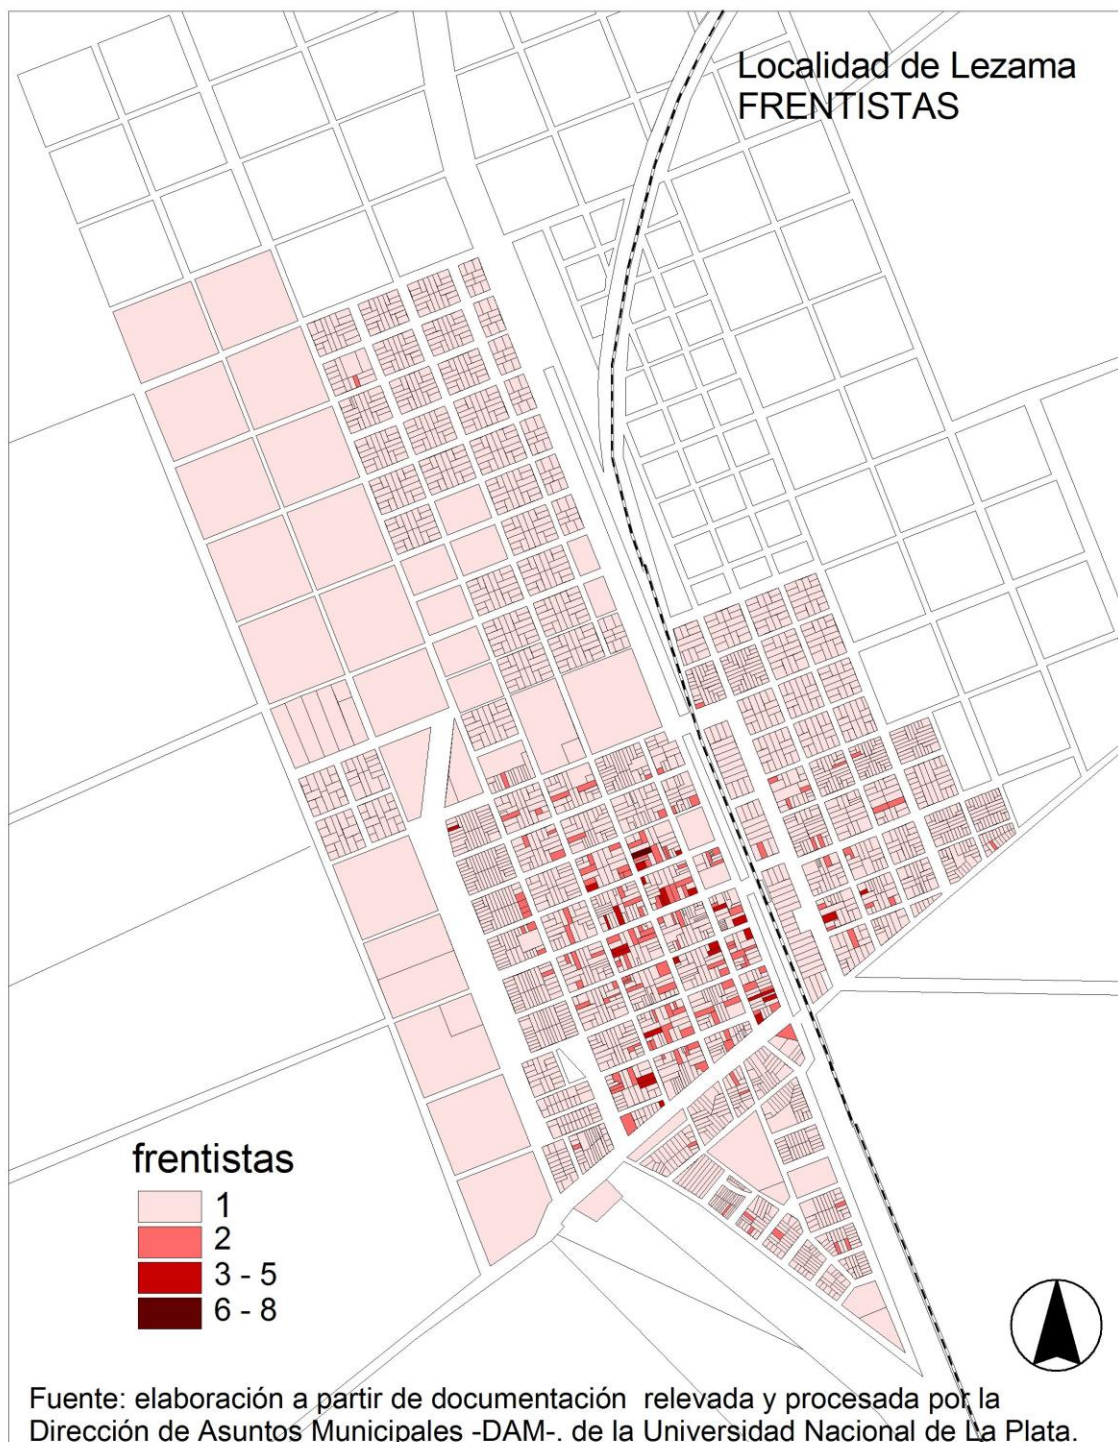 Localidad de Lezama
FRENTISTAS
frentistas
1
2
3 - 5
6 - 8
Fuente: elaboración a partir de documentación relevada y procesada por la
Dirección de Asuntos Municipales -DAM-. de la Universidad Nacional de La Plata.